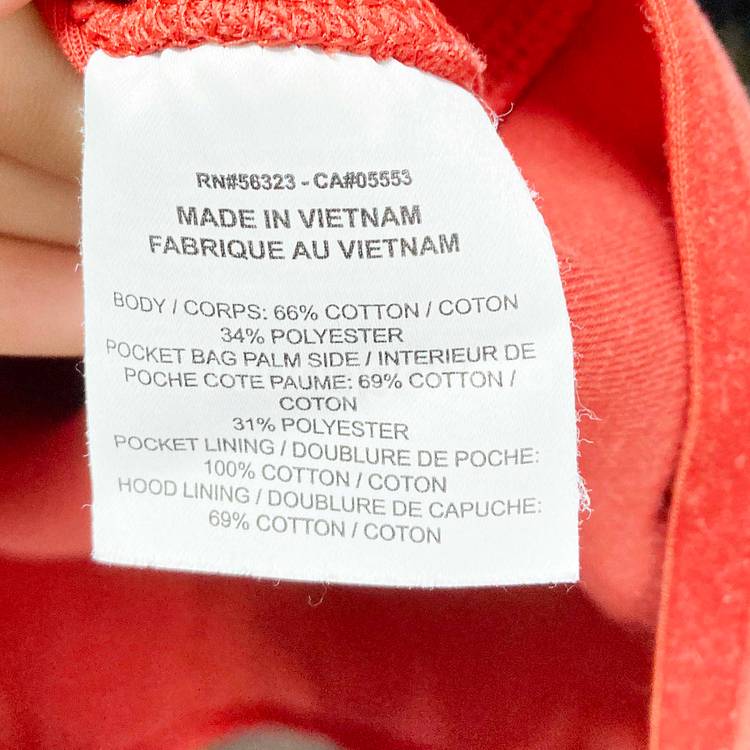 RN#56323 - CA#05553
MADE IN VIETNAM
FABRIQUE AU VIETNAM
BODY / CORPS: 66% COTTON / COTON
34% POLYESTER
POCKET BAG PALM SIDE / INTERIEUR DE
POCHE COTE PAUME: 69% COTTON /
COTON
31% POLYESTER
POCKET LINING / DOUBLURE DE POCHE:
100% COTTON / COTON
HOOD LINING / DOUBLURE DE CAPUCHE:
69% COTTON / COTON